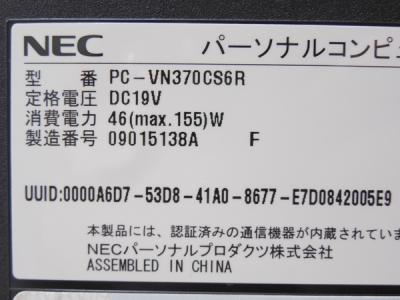 NEC パーソナルコンピュ
型 番 PC-VN370CS6R
定格電圧 DC19V
消費電力 46(max.155)W
製造番号 09015138A F
UUID:0000A6D7-53D8-41A0-8677-E7D0842005E9
本製品には、認証済みの通信機器が内蔵されていま
NECパーソナルプロダクツ株式会社
ASSEMBLED IN CHINA